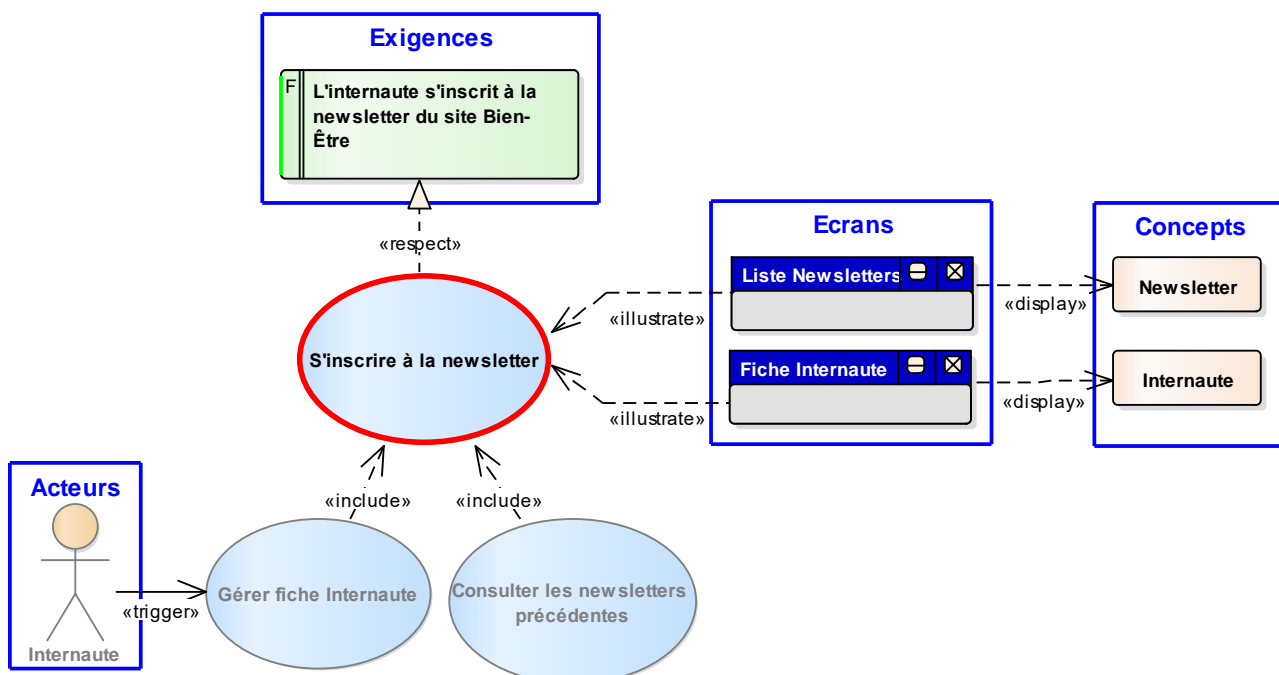 Exigences
F
L'internaute s'inscrit à la
newsletter du site Bien-
Être
«respect»
Ecrans
Concepts
Liste Newsletters
Newsletter
«display»
«illustrate»
S'inscrire à la newsletter
Fiche Internaute
Internaute
«display»
«illustrate»
Acteurs
«include»
«include»
Gérer fiche Internaute
Consulter les newsletters
précédentes
«trigger»
Internaute